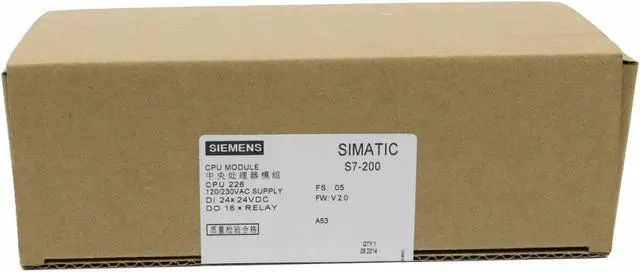 SIEMENS
SIMATIC
S7-200
CPU MODULE
中央处理器模组
CPU 226
120/230VAC SUPPLY
DI 24×24VDC
DO 16×RELAY
FS: 05
FW: V 2.0
A53
质量检验合格
QTY:1
08.2014